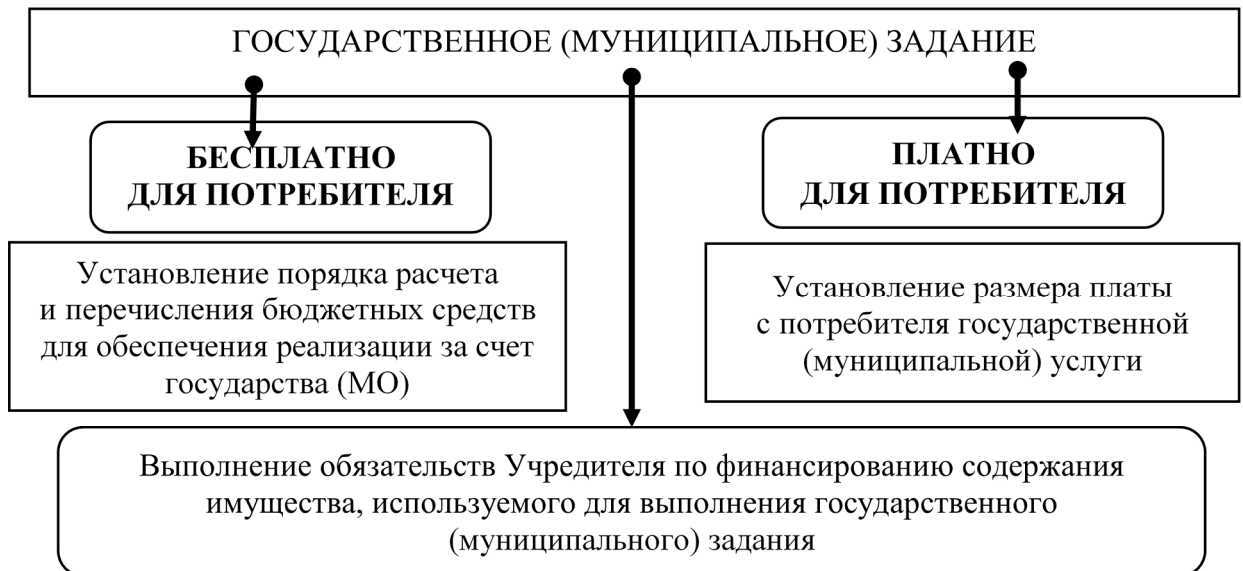 ГОСУДАРСТВЕННОЕ (МУНИЦИПАЛЬНОЕ) ЗАДАНИЕ
БЕСПЛАТНО
ДЛЯ ПОТРЕБИТЕЛЯ
Установление порядка расчета
и перечисления бюджетных средств
для обеспечения реализации за счет
государства (МО)
ПЛАТНО
ДЛЯ ПОТРЕБИТЕЛЯ
Установление размера платы
с потребителя государственной
(муниципальной) услуги
Выполнение обязательств Учредителя по финансированию содержания
имущества, используемого для выполнения государственного
(муниципального) задания